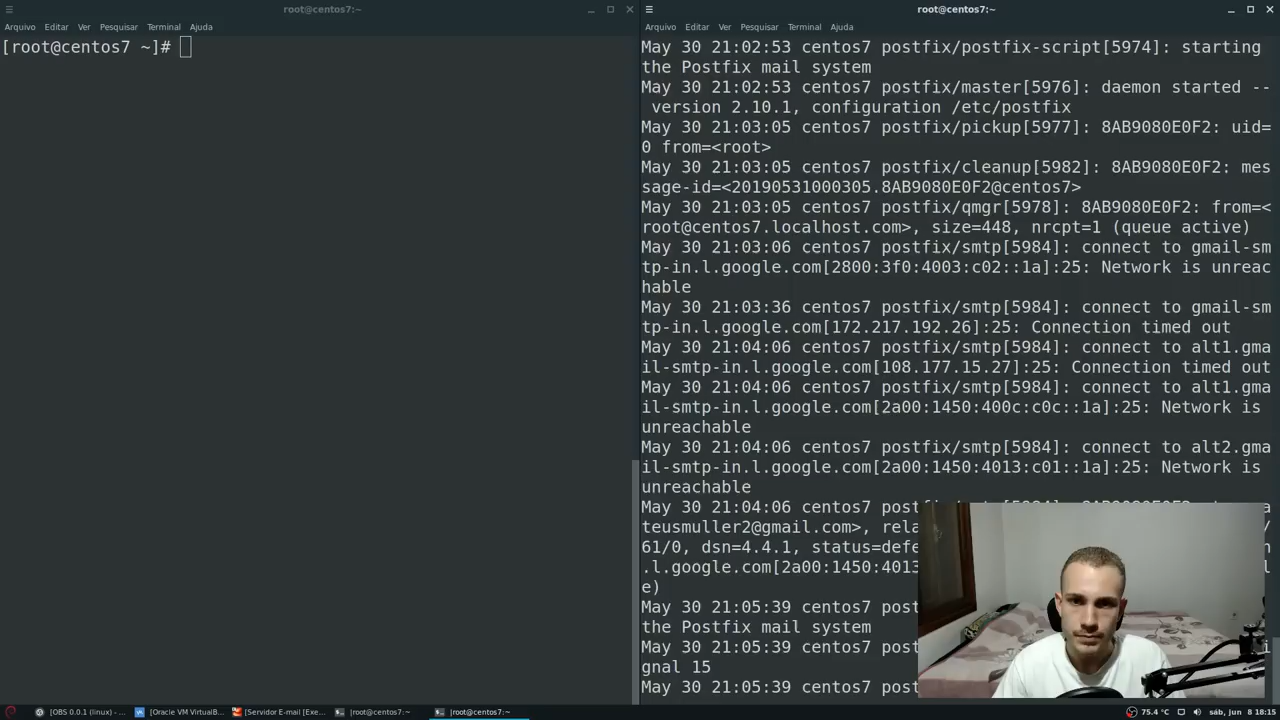 root@centos7:~
Arquivo Editar Ver Pesquisar Terminal Ajuda
[root@centos7 ~]#
root@centos7:~
Arquivo Editar Ver Pesquisar Terminal Ajuda
May 30 21:02:53 centos7 postfix/postfix-script[5974]: starting
the Postfix mail system
May 30 21:02:53 centos7 postfix/master[5976]: daemon started --
version 2.10.1, configuration /etc/postfix
May 30 21:03:05 centos7 postfix/pickup[5977]: 8AB9080E0F2: uid=
0 from=<root>
May 30 21:03:05 centos7 postfix/cleanup[5982]: 8AB9080E0F2: mes
sage-id=<20190531000305.8AB9080E0F2@centos7>
May 30 21:03:05 centos7 postfix/qmgr[5978]: 8AB9080E0F2: from=<
root@centos7.localhost.com>, size=448, nrcpt=1 (queue active)
May 30 21:03:06 centos7 postfix/smtp[5984]: connect to gmail-sm
tp-in.l.google.com[2800:3f0:4003:c02::1a]:25: Network is unreac
hable
May 30 21:03:36 centos7 postfix/smtp[5984]: connect to gmail-sm
tp-in.l.google.com[172.217.192.26]:25: Connection timed out
May 30 21:04:06 centos7 postfix/smtp[5984]: connect to alt1.gma
il-smtp-in.l.google.com[108.177.15.27]:25: Connection timed out
May 30 21:04:06 centos7 postfix/smtp[5984]: connect to alt1.gma
il-smtp-in.l.google.com[2a00:1450:400c:c0c::1a]:25: Network is
unreachable
May 30 21:04:06 centos7 postfix/smtp[5984]: connect to alt2.gma
il-smtp-in.l.google.com[2a00:1450:4013:c01::1a]:25: Network is
unreachable
May 30 21:04:06 centos7
teusmuller2@gmail.com>, rela
61/0, dsn=4.4.1, status=defe
.l.google.com[2a00:1450:4013
e)
May 30 21:05:39 centos7 pos
the Postfix mail system
May 30 21:05:39 centos7 pos
gnal 15
May 30 21:05:39 centos7 pos
[OBS 0.0.1 (linux) - ... [Oracle VM VirtualB... [Servidor E-mail [Exe... |root@centos7:~ |root@centos7:~ 75.4 °C sáb, jun 8 18:15